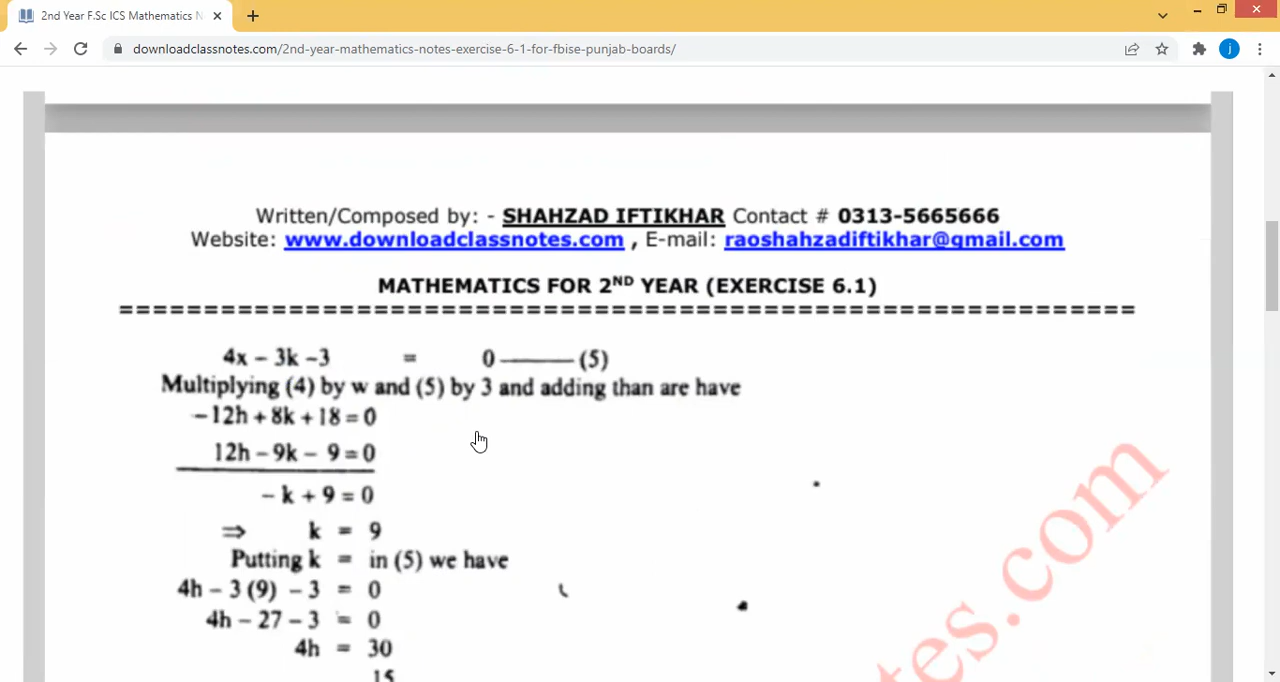 2nd Year F.Sc ICS Mathematics N
downloadclassnotes.com/2nd-year-mathematics-notes-exercise-6-1-for-fbise-punjab-boards/
j
Written/Composed by: - SHAHZAD IFTIKHAR Contact # 0313-5665666
Website: www.downloadclassnotes.com , E-mail: raoshahzadiftikhar@gmail.com
MATHEMATICS FOR 2ND YEAR (EXERCISE 6.1)
==========================================================
4x – 3k –3 = 0 ——— (5)
Multiplying (4) by w and (5) by 3 and adding than are have
–12h + 8k + 18 = 0
12h – 9k – 9 = 0
– k + 9 = 0
⇒ k = 9
Putting k = in (5) we have
4h – 3 (9) – 3 = 0
4h – 27 – 3 = 0
4h = 30
15
tes.com